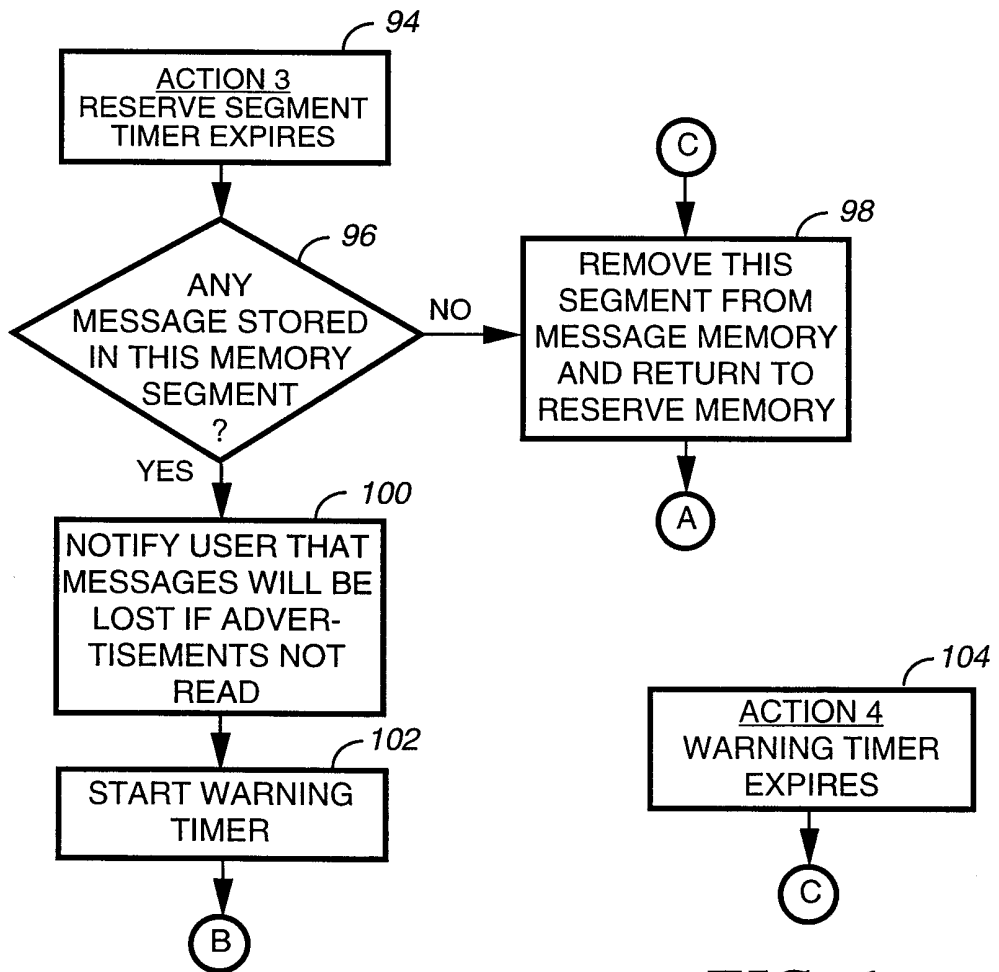 94
ACTION 3
RESERVE SEGMENT
TIMER EXPIRES
96
ANY
MESSAGE STORED
IN THIS MEMORY
SEGMENT
?
NO
YES
C
98
REMOVE THIS
SEGMENT FROM
MESSAGE MEMORY
AND RETURN TO
RESERVE MEMORY
A
100
NOTIFY USER THAT
MESSAGES WILL BE
LOST IF ADVER-
TISEMENTS NOT
READ
102
START WARNING
TIMER
B
104
ACTION 4
WARNING TIMER
EXPIRES
C